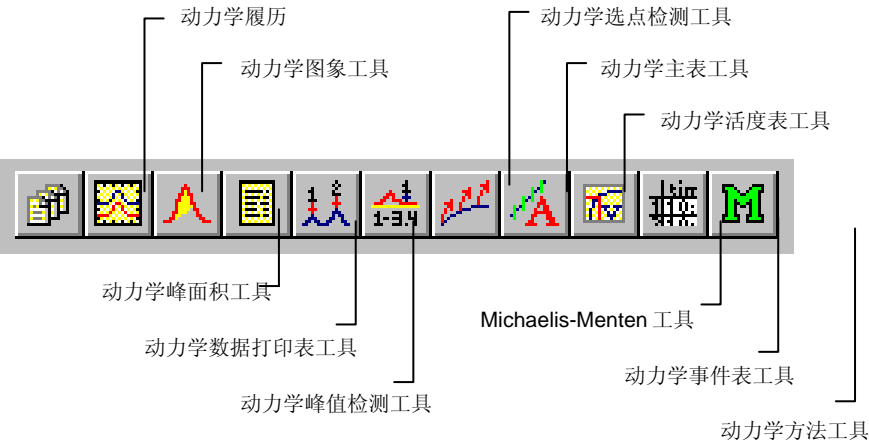 动力学履历
动力学选点检测工具
动力学图象工具
动力学主表工具
动力学活度表工具
1 2
1-3.4
A
tin
M
动力学峰面积工具
Michaelis-Menten 工具
动力学数据打印表工具
动力学事件表工具
动力学峰值检测工具
动力学方法工具